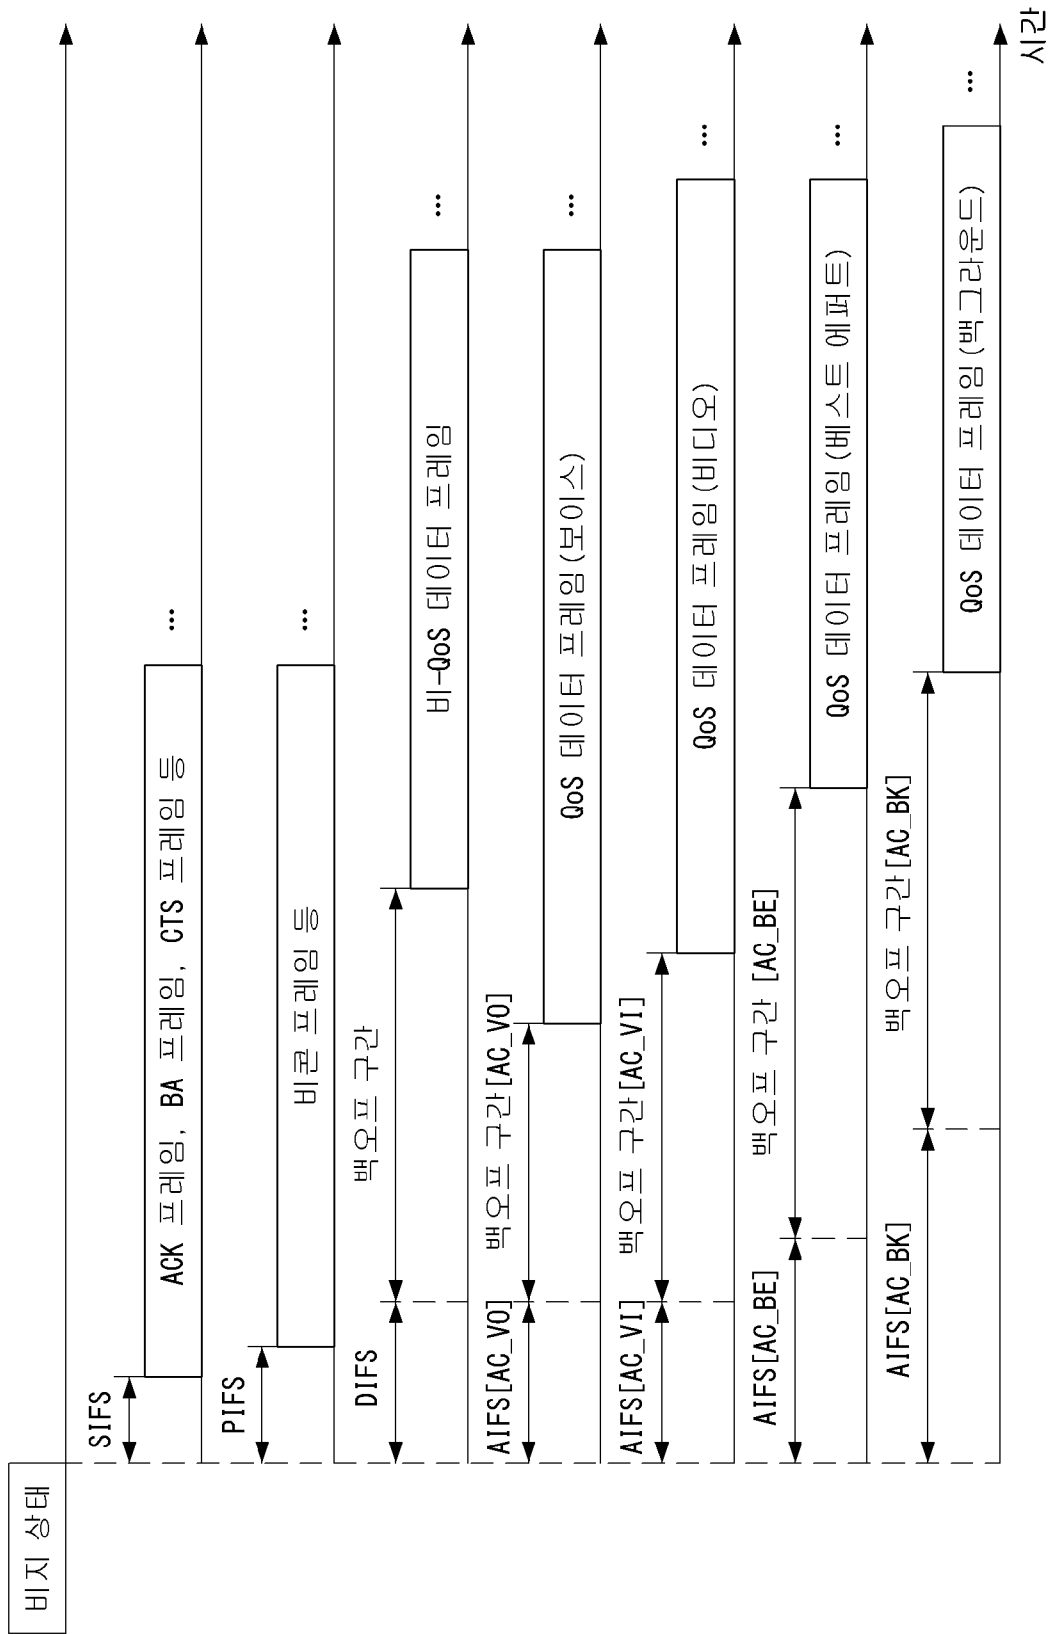 비지 상태
SIFS
ACK 프레임, BA 프레임, CTS 프레임 등
...
PIFS
비콘 프레임 등
...
DIFS
백오프 구간
비-QoS 데이터 프레임
...
AIFS[AC_VO]
백오프 구간[AC_VO]
QoS 데이터 프레임(보이스)
...
AIFS[AC_VI]
백오프 구간[AC_VI]
QoS 데이터 프레임(비디오)
...
AIFS[AC_BE]
백오프 구간 [AC_BE]
QoS 데이터 프레임(베스트 에퍼트)
...
AIFS[AC_BK]
백오프 구간[AC_BK]
QoS 데이터 프레임(백그라운드)
...
시간